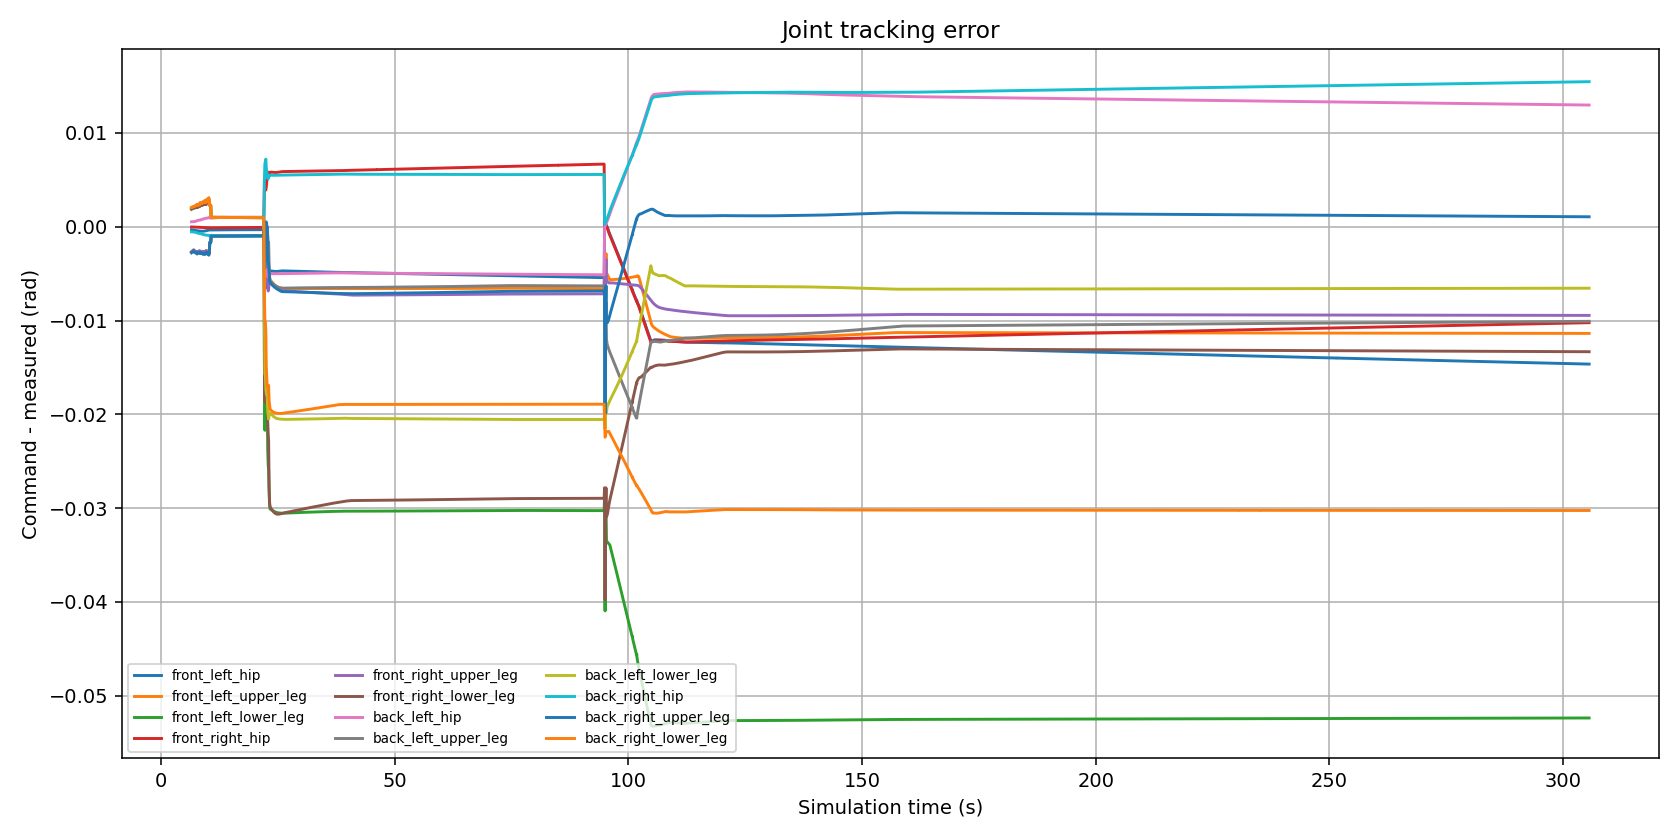 Joint tracking error
Command - measured (rad)
0.01
0.00
−0.01
−0.02
−0.03
−0.04
−0.05
front_left_hip
front_left_upper_leg
front_left_lower_leg
front_right_hip
front_right_upper_leg
front_right_lower_leg
back_left_hip
back_left_upper_leg
back_left_lower_leg
back_right_hip
back_right_upper_leg
back_right_lower_leg
0 50 100 150 200 250 300
Simulation time (s)